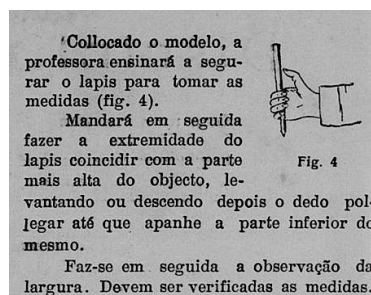 Collocado o modelo, a
professora ensinará a segu-
rar o lapis para tomar as
medidas (fig. 4).
Mandará em seguida
fazer a extremidade do
lapis coincidir com a parte
mais alta do objecto, le-
vantando ou descendo depois o dedo pol-
legar até que apanhe a parte inferior do
mesmo.
Faz-se em seguida a observação da
largura. Devem ser verificadas as medidas.
Fig. 4